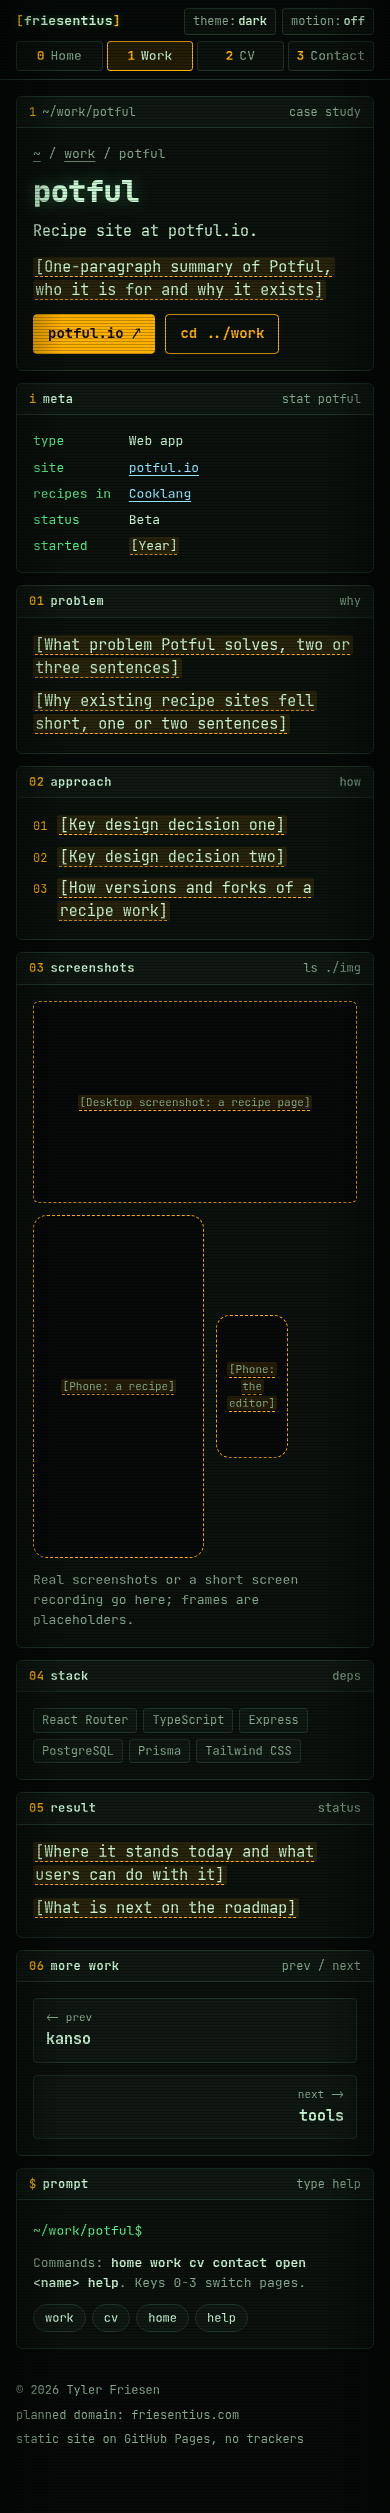 [friesentius]
theme:dark
motion:off
0 Home
1 Work
2 CV
3 Contact
1 ~/work/potful
case study
~ / work / potful
potful
Recipe site at potful.io.
[One-paragraph summary of Potful,
who it is for and why it exists]
potful.io ↗
cd ../work
i meta
stat potful
type Web app
site potful.io
recipes in Cooklang
status Beta
started [Year]
01 problem
why
[What problem Potful solves, two or
three sentences]
[Why existing recipe sites fell
short, one or two sentences]
02 approach
how
01 [Key design decision one]
02 [Key design decision two]
03 [How versions and forks of a
recipe work]
03 screenshots
ls ./img
[Desktop screenshot: a recipe page]
[Phone: a recipe]
[Phone:
the
editor]
Real screenshots or a short screen
recording go here; frames are
placeholders.
04 stack
deps
React Router
TypeScript
Express
PostgreSQL
Prisma
Tailwind CSS
05 result
status
[Where it stands today and what
users can do with it]
[What is next on the roadmap]
06 more work
prev / next
← prev
kanso
next →
tools
$ prompt
type help
~/work/potful$
Commands: home work cv contact open
<name> help. Keys 0-3 switch pages.
work
cv
home
help
© 2026 Tyler Friesen
planned domain: friesentius.com
static site on GitHub Pages, no trackers